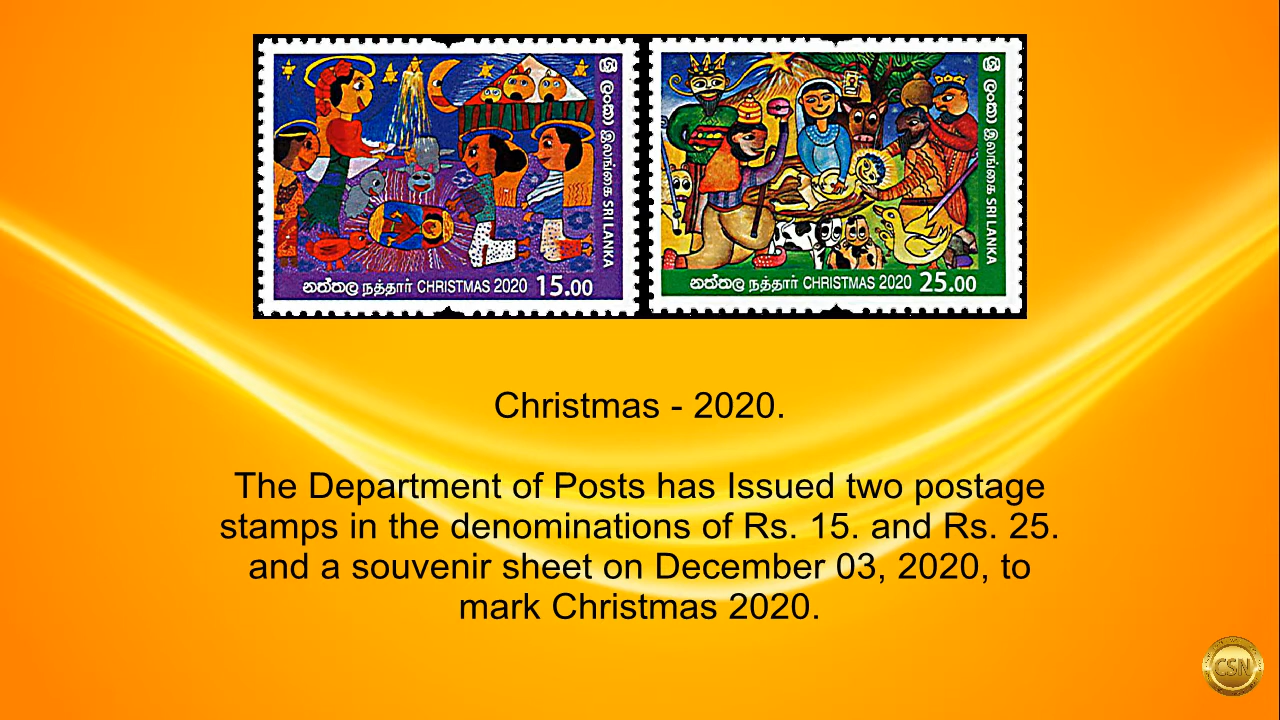 ලංකා இலங்கை SRI LANKA
නත්තල நத்தார் CHRISTMAS 2020 15.00
ලංකා இலங்கை SRI LANKA
නත්තල நத்தார் CHRISTMAS 2020 25.00
Christmas - 2020.
The Department of Posts has Issued two postage
stamps in the denominations of Rs. 15. and Rs. 25.
and a souvenir sheet on December 03, 2020, to
mark Christmas 2020.
CSN